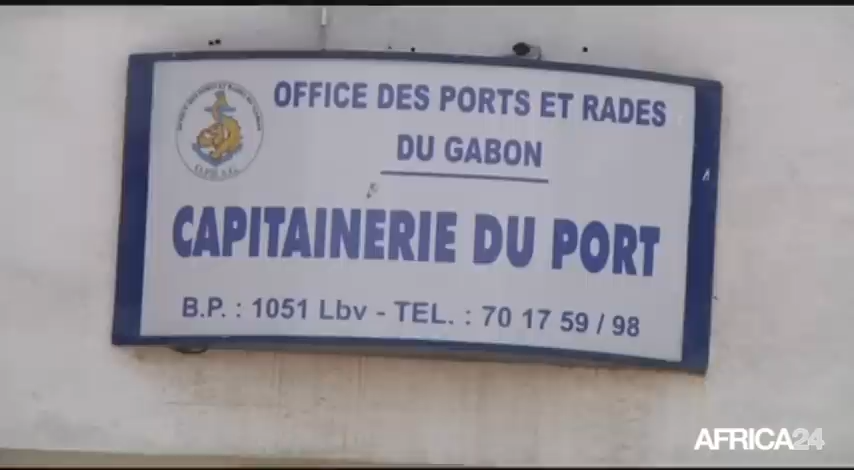 OFFICE DES PORTS ET RADES
DU GABON
CAPITAINERIE DU PORT
B.P. : 1051 Lbv - TEL. : 70 17 59 / 98
AFRICA24